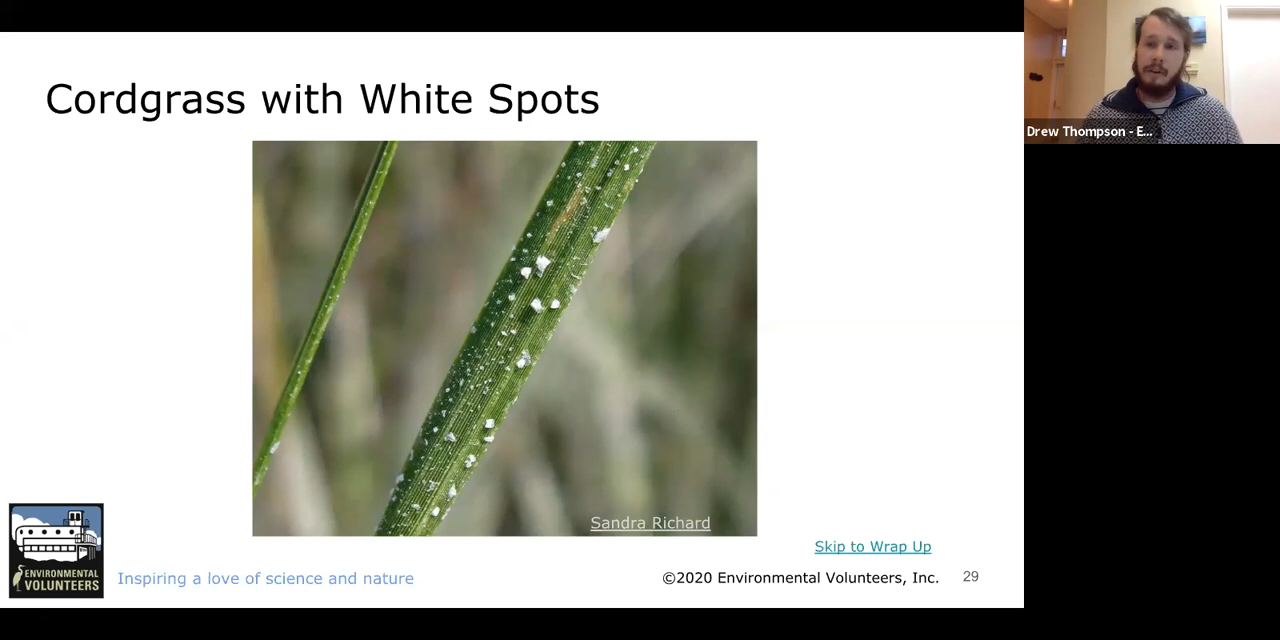 Cordgrass with White Spots
Drew Thompson - E...
Sandra Richard
Skip to Wrap Up
ENVIRONMENTAL
VOLUNTEERS
Inspiring a love of science and nature
©2020 Environmental Volunteers, Inc.
29